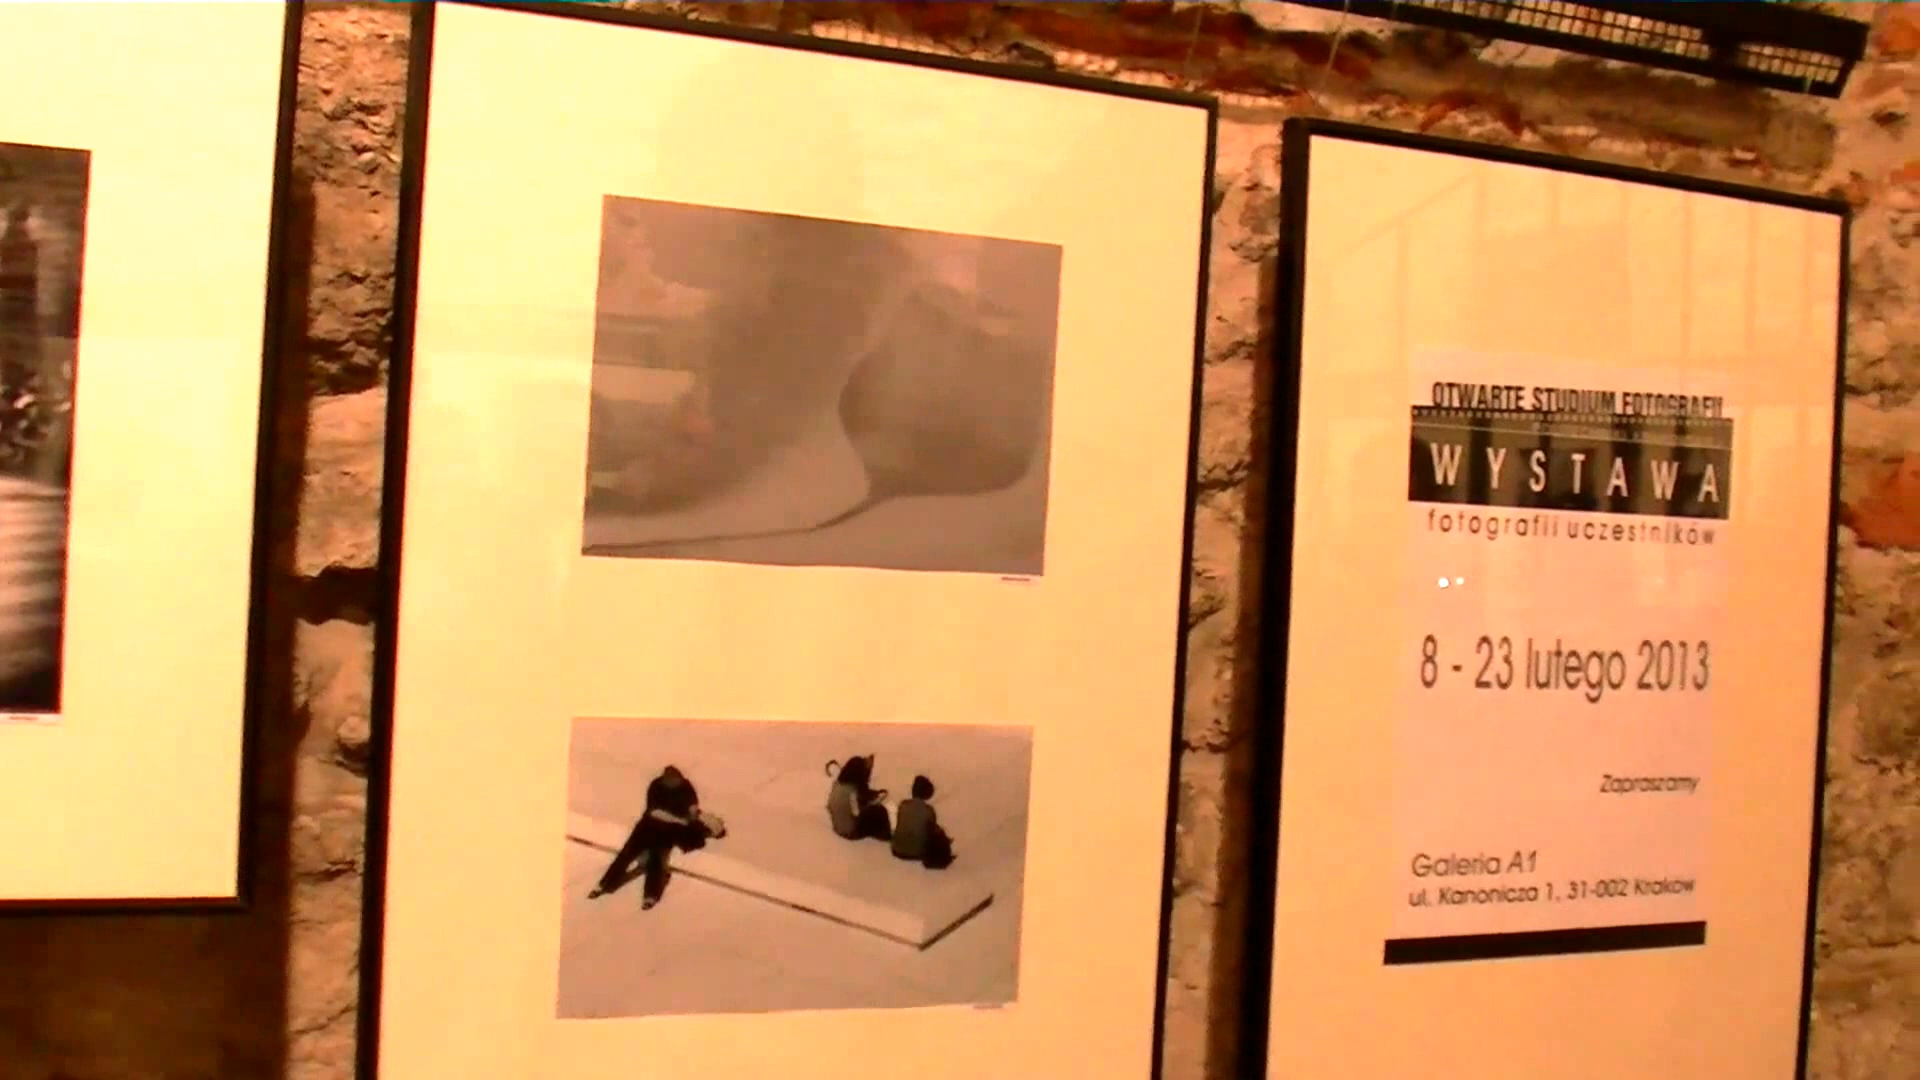 OTWARTE STUDIUM FOTOGRAFII
WYSTAWA
fotografii uczestników
8 - 23 lutego 2013
Zapraszamy
Galeria A1
ul. Kanonicza 1, 31-002 Kraków